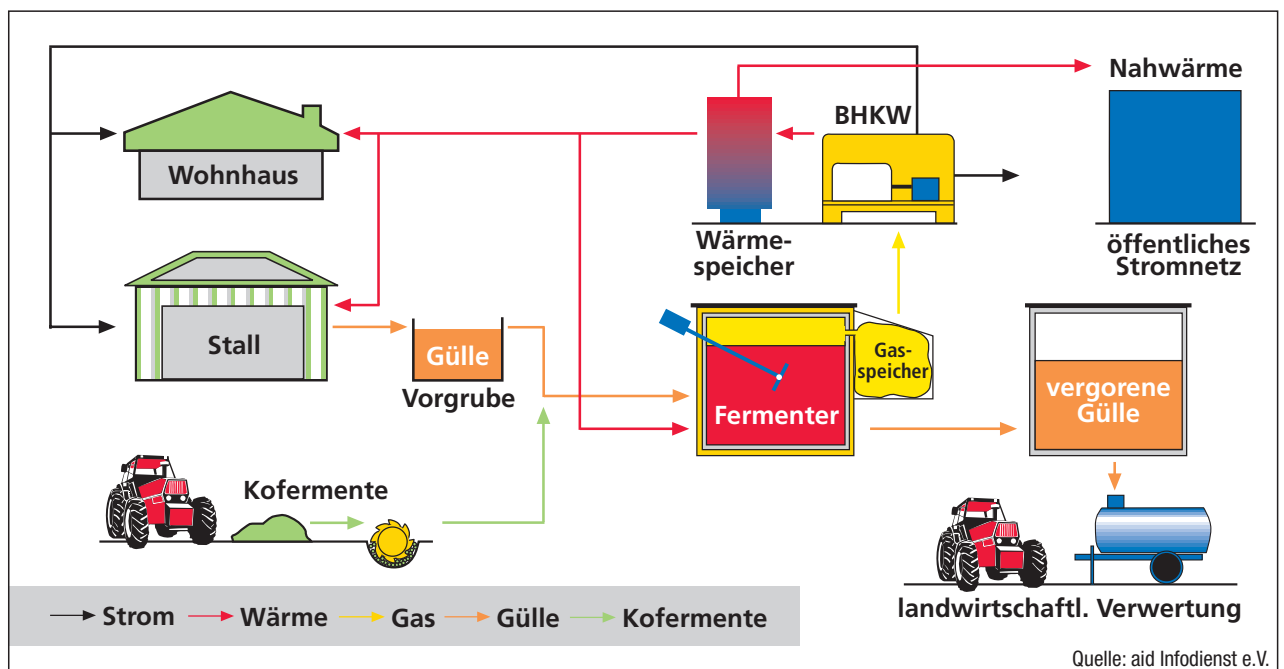 Nahwärme
BHKW
Wohnhaus
Wärme-
speicher
öffentliches
Stromnetz
Stall
Gülle
Vorgrube
Gas-
speicher
Fermenter
vergorene
Gülle
Kofermente
landwirtschaftl. Verwertung
Strom Wärme Gas Gülle Kofermente
Quelle: aid Infodienst e.V.